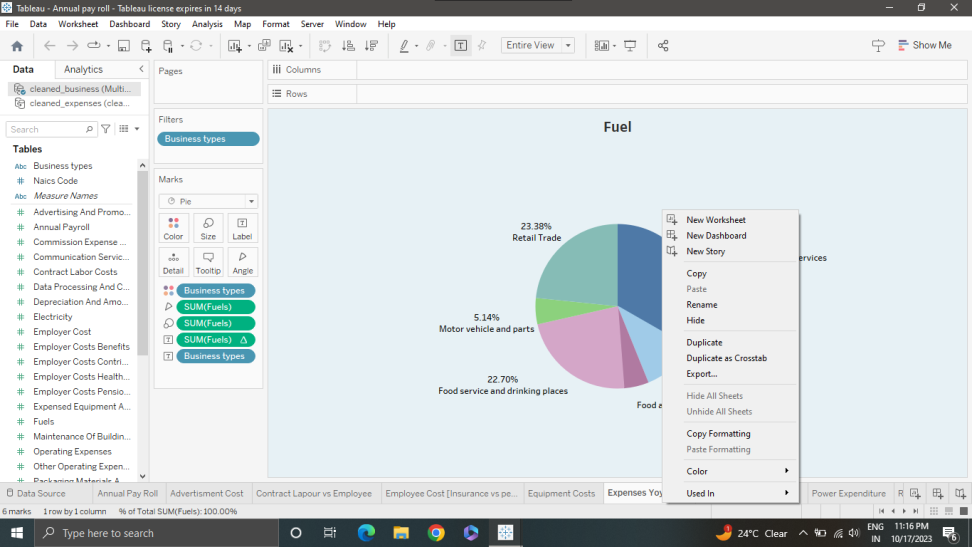 Tableau - Annual pay roll - Tableau license expires in 14 days
File Data Worksheet Dashboard Story Analysis Map Format Server Window Help
Entire View
Show Me
Data Analytics
cleaned_business (Multi...
cleaned_expenses (clea...
Search
Tables
Abc Business types
# Naics Code
Abc Measure Names
# Advertising And Promo...
# Annual Payroll
# Commission Expense ...
# Communication Servic...
# Contract Labor Costs
# Data Processing And C...
# Depreciation And Amo...
# Electricity
# Employer Cost
# Employer Costs Benefits
# Employer Costs Contri...
# Employer Costs Health...
# Employer Costs Pensio...
# Expensed Equipment A...
# Fuels
# Maintenance Of Buildin...
# Operating Expenses
# Other Operating Expen...
# Packaging Materials A...
Pages
Filters
Business types
Marks
Pie
Color Size Label
Detail Tooltip Angle
Business types
SUM(Fuels)
SUM(Fuels)
SUM(Fuels) Δ
Business types
Columns
Rows
Fuel
23.38%
Retail Trade
5.14%
Motor vehicle and parts
22.70%
Food service and drinking places
Food a
ervices
New Worksheet
New Dashboard
New Story
Copy
Paste
Rename
Hide
Duplicate
Duplicate as Crosstab
Export...
Hide All Sheets
Unhide All Sheets
Copy Formatting
Paste Formatting
Color
Used In
Data Source Annual Pay Roll Advertisment Cost Contract Lapour vs Employee Employee Cost [Insurance vs pe... Equipment Costs Expenses Yoy Power Expenditure R
6 marks 1 row by 1 column % of Total SUM(Fuels): 100.00%
Type here to search
24°C Clear
ENG
IN
11:16 PM
10/17/2023
6